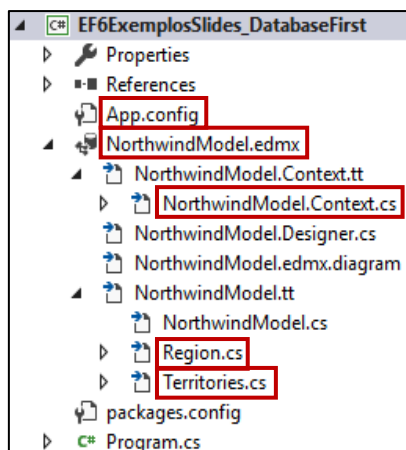 C# EF6ExemplosSlides_DatabaseFirst
Properties
References
App.config
NorthwindModel.edmx
NorthwindModel.Context.tt
NorthwindModel.Context.cs
NorthwindModel.Designer.cs
NorthwindModel.edmx.diagram
NorthwindModel.tt
NorthwindModel.cs
Region.cs
Territories.cs
packages.config
C# Program.cs